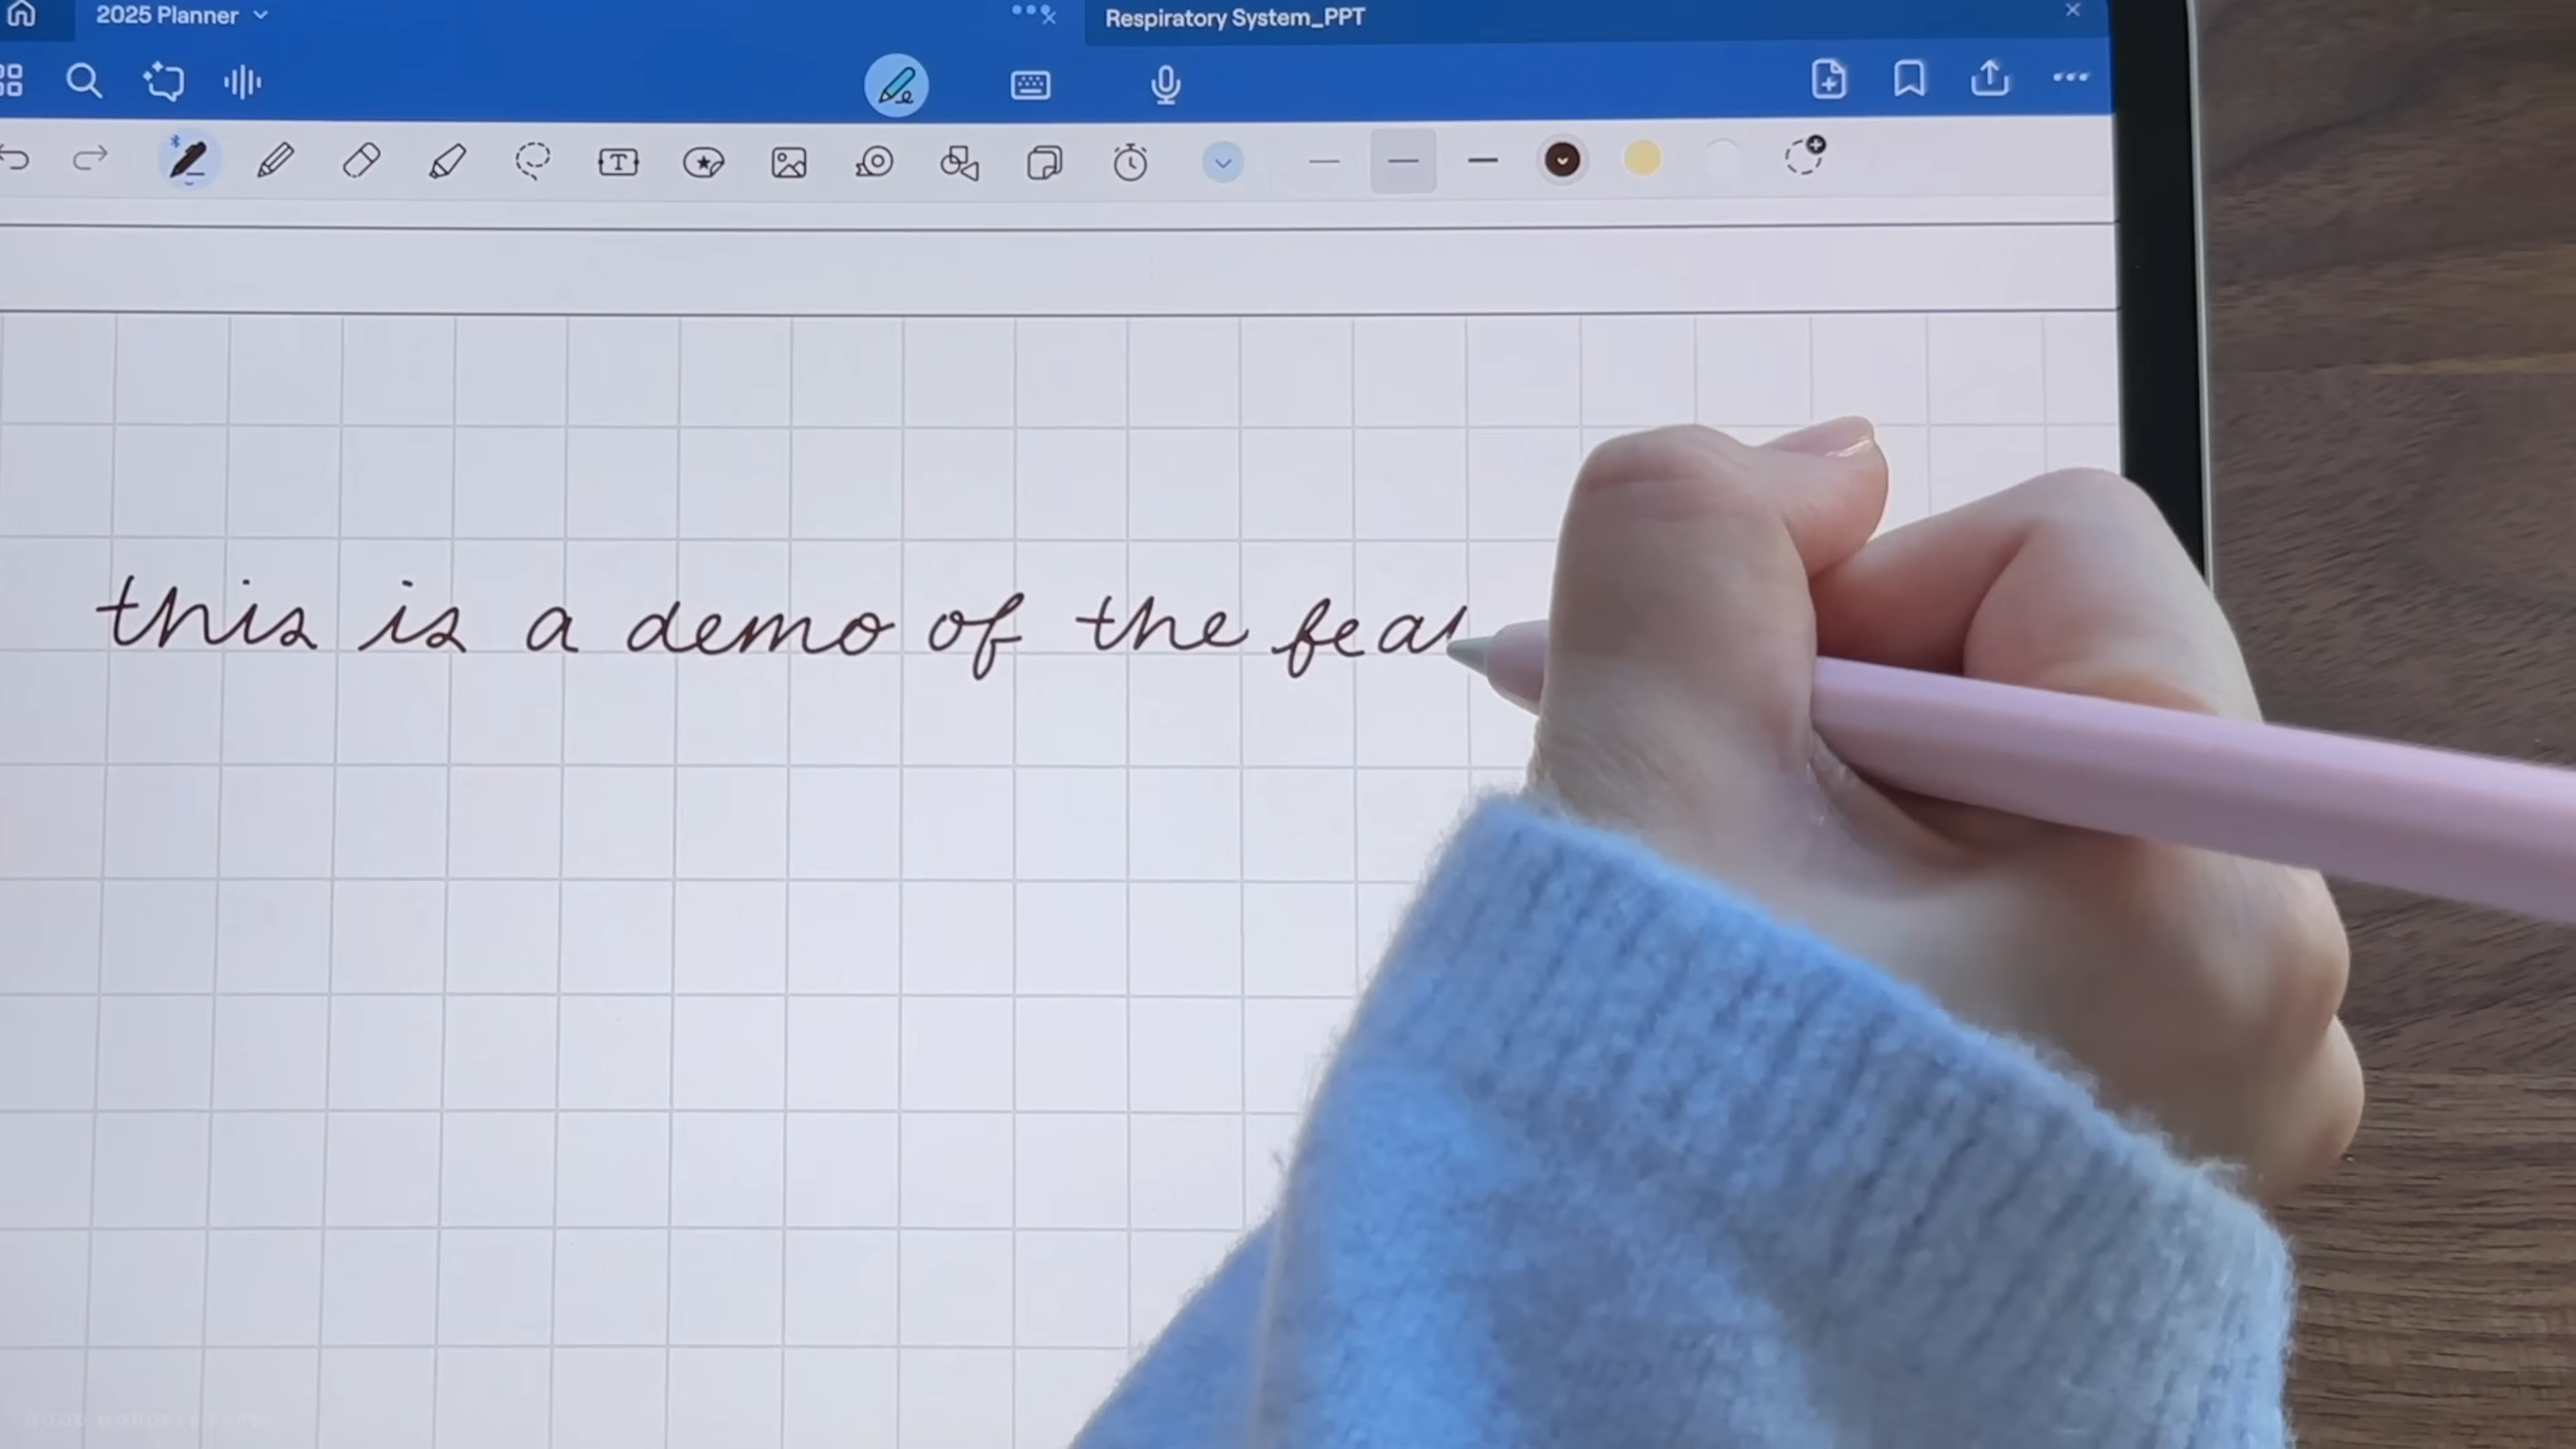 2025 Planner
Respiratory System_PPT
this is a demo of the fea